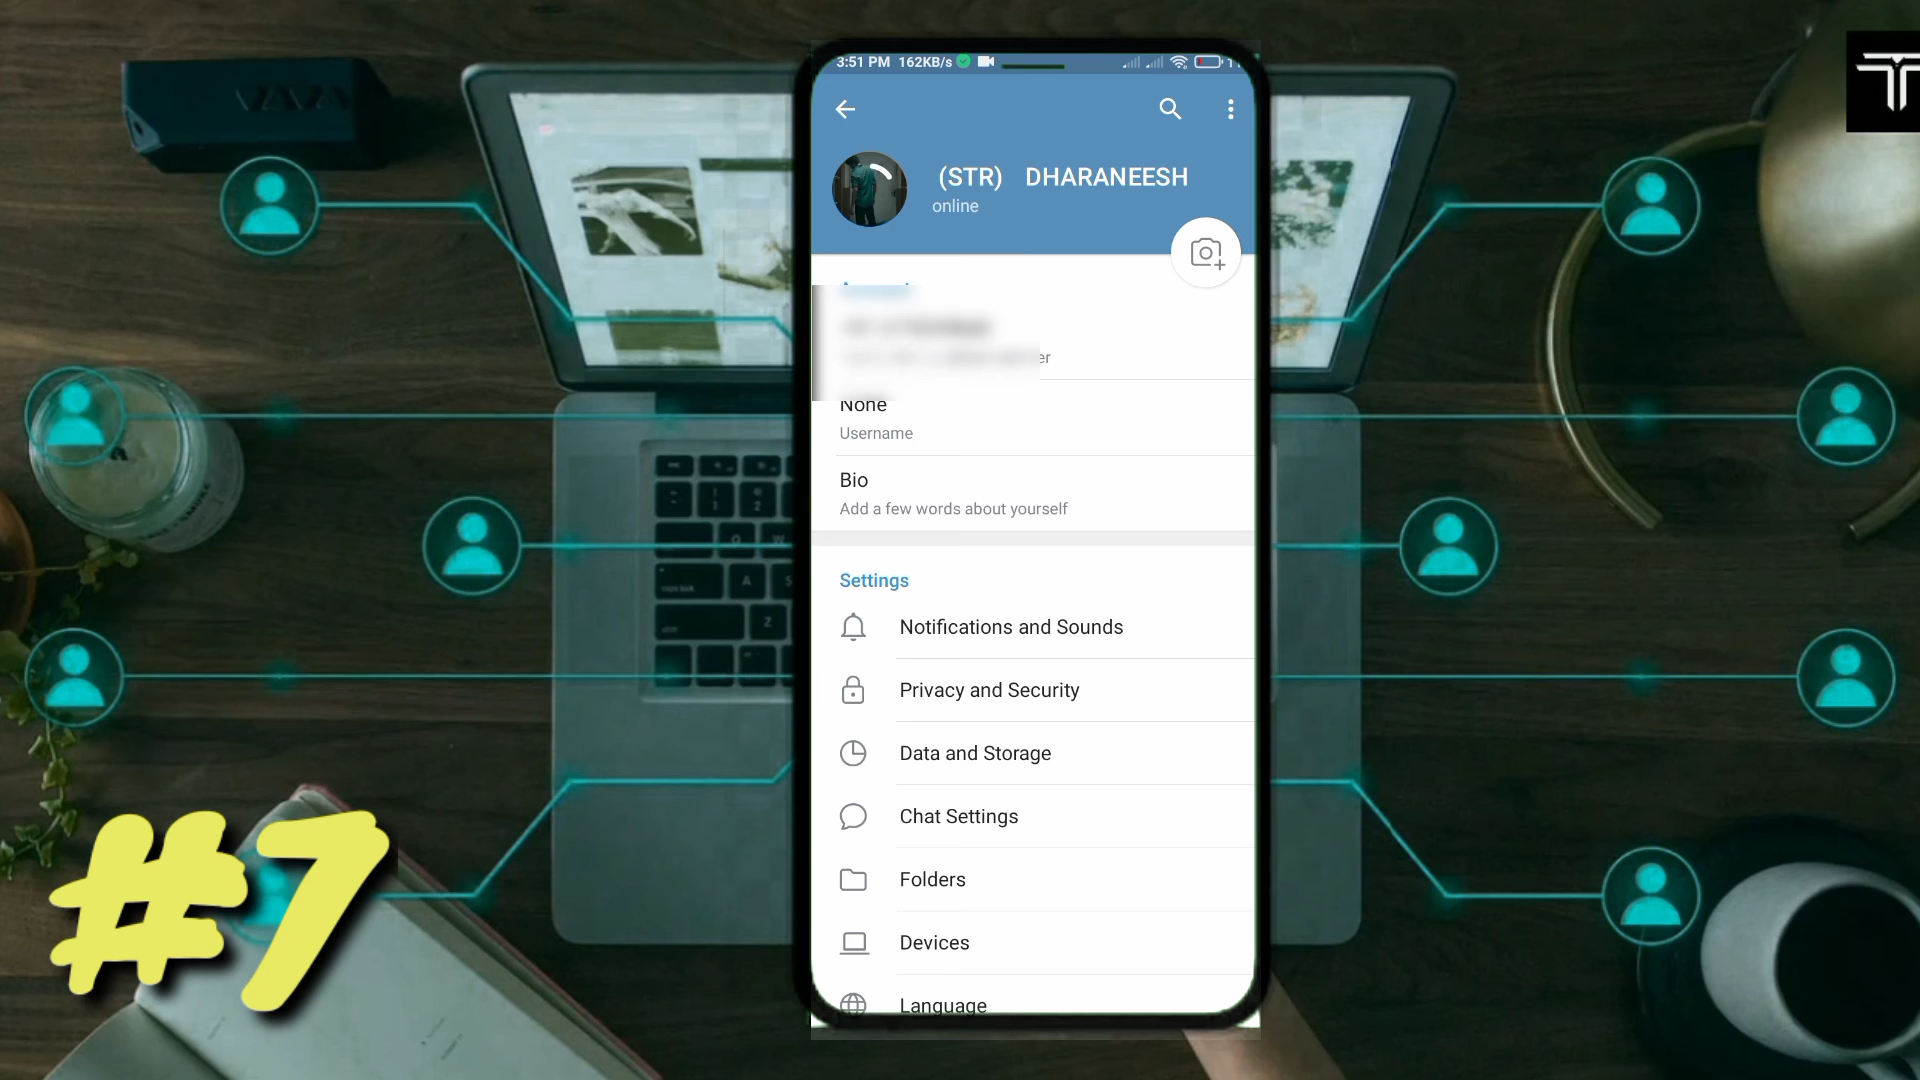 3:51 PM 162KB/s
(STR) DHARANEESH
online
er
None
Username
Bio
Add a few words about yourself
Settings
Notifications and Sounds
Privacy and Security
Data and Storage
Chat Settings
Folders
Devices
Language
#7